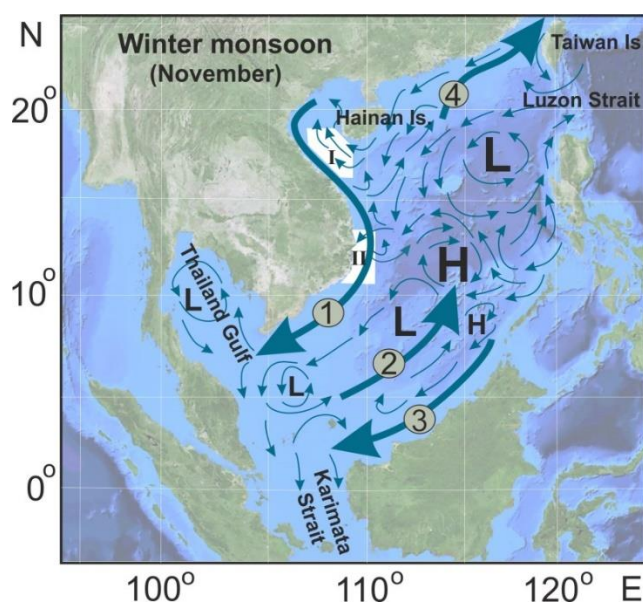 N
Winter monsoon
(November)
Taiwan Is
Luzon Strait
20°
Hainan Is.
4
I
L
II
H
10°
Thailand Gulf
L
1
L
H
2
L
3
0°
Karimata
Strait
100°
110°
120°
E